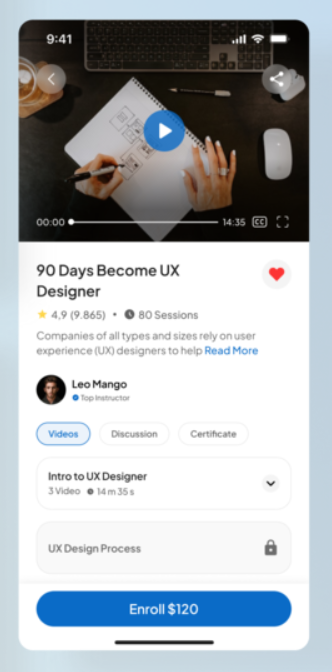 9:41
00:00
14:35 CC
90 Days Become UX
Designer
4,9 (9.865) • 80 Sessions
Companies of all types and sizes rely on user
experience (UX) designers to help Read More
Leo Mango
Top Instructor
Videos Discussion Certificate
Intro to UX Designer
3 Video 14 m 35 s
UX Design Process
Enroll $120